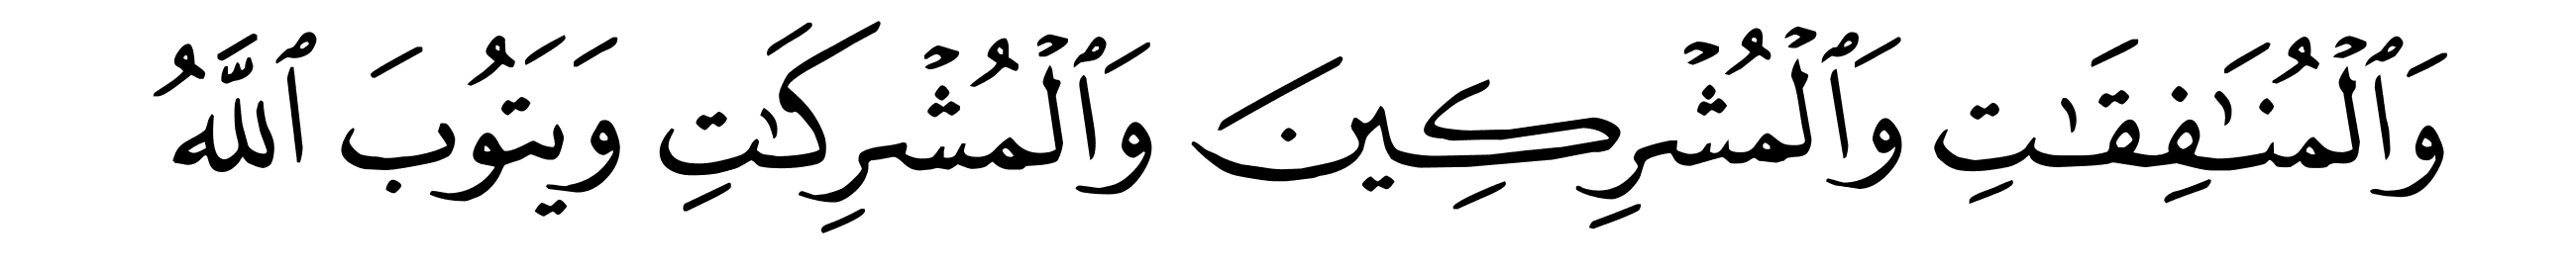 وَٱلْمُنَٰفِقَٰتِ وَٱلْمُشْرِكِينَ وَٱلْمُشْرِكَٰتِ وَيَتُوبَ ٱللَّهُ